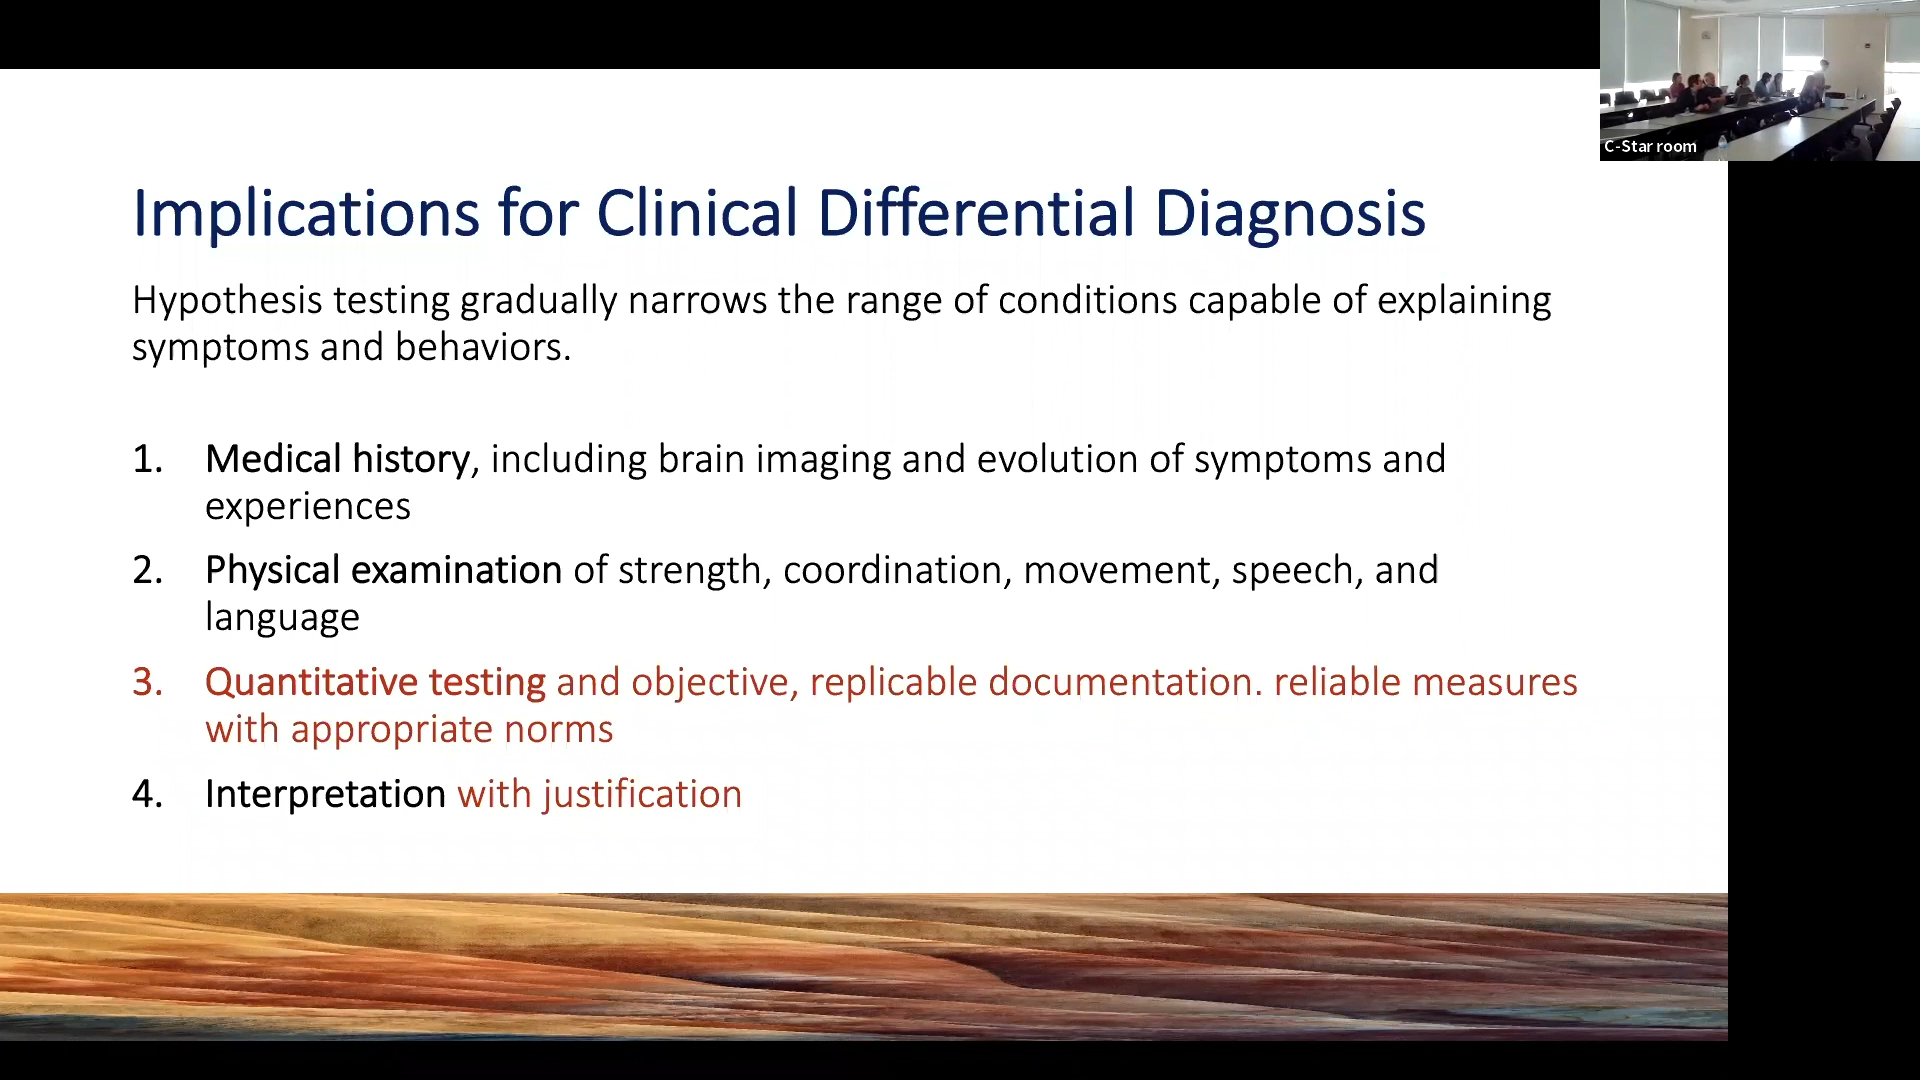 C-Star room
Implications for Clinical Differential Diagnosis
Hypothesis testing gradually narrows the range of conditions capable of explaining
symptoms and behaviors.
1. Medical history, including brain imaging and evolution of symptoms and
experiences
2. Physical examination of strength, coordination, movement, speech, and
language
3. Quantitative testing and objective, replicable documentation. reliable measures
with appropriate norms
4. Interpretation with justification